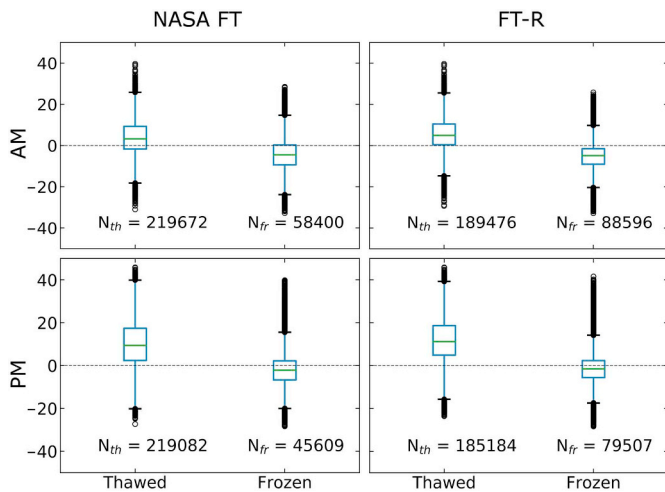 NASA FT FT-R
AM
40
20
0
−20
−40
N_th = 219672 N_fr = 58400 N_th = 189476 N_fr = 88596
PM
40
20
0
−20
−40
N_th = 219082 N_fr = 45609 N_th = 185184 N_fr = 79507
Thawed Frozen Thawed Frozen